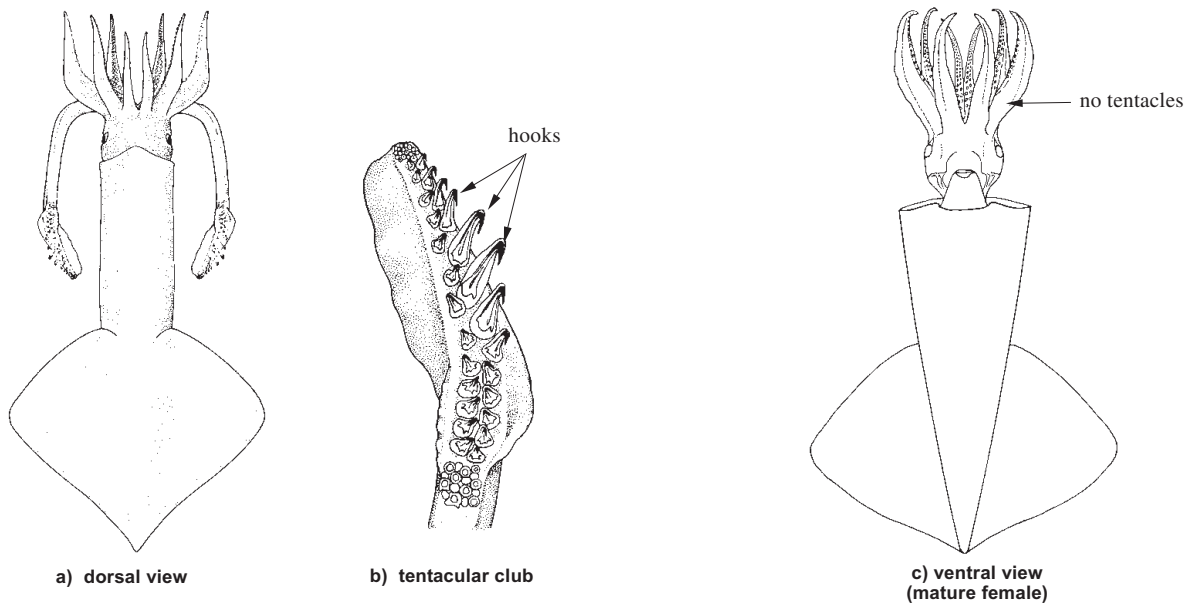 hooks
no tentacles
a) dorsal view
b) tentacular club
c) ventral view
(mature female)